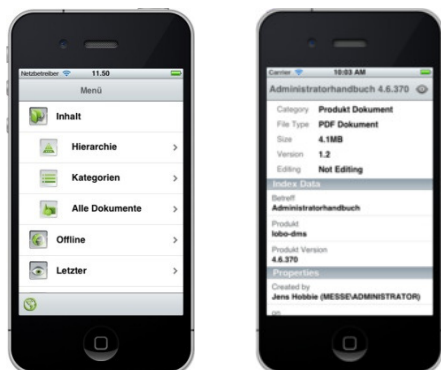 Netzbetreiber 11.50
Menü
Inhalt
Hierarchie
Kategorien
Alle Dokumente
Offline
Letzter
Carrier 10:03 AM
Administratorhandbuch 4.6.370
Category Produkt Dokument
File Type PDF Dokument
Size 4.1MB
Version 1.2
Editing Not Editing
Index Data
Betreff
Administratorhandbuch
Produkt
lobo-dms
Produkt Version
4.6.370
Properties
Created by
Jens Hobbie (MESSE\ADMINISTRATOR)
on